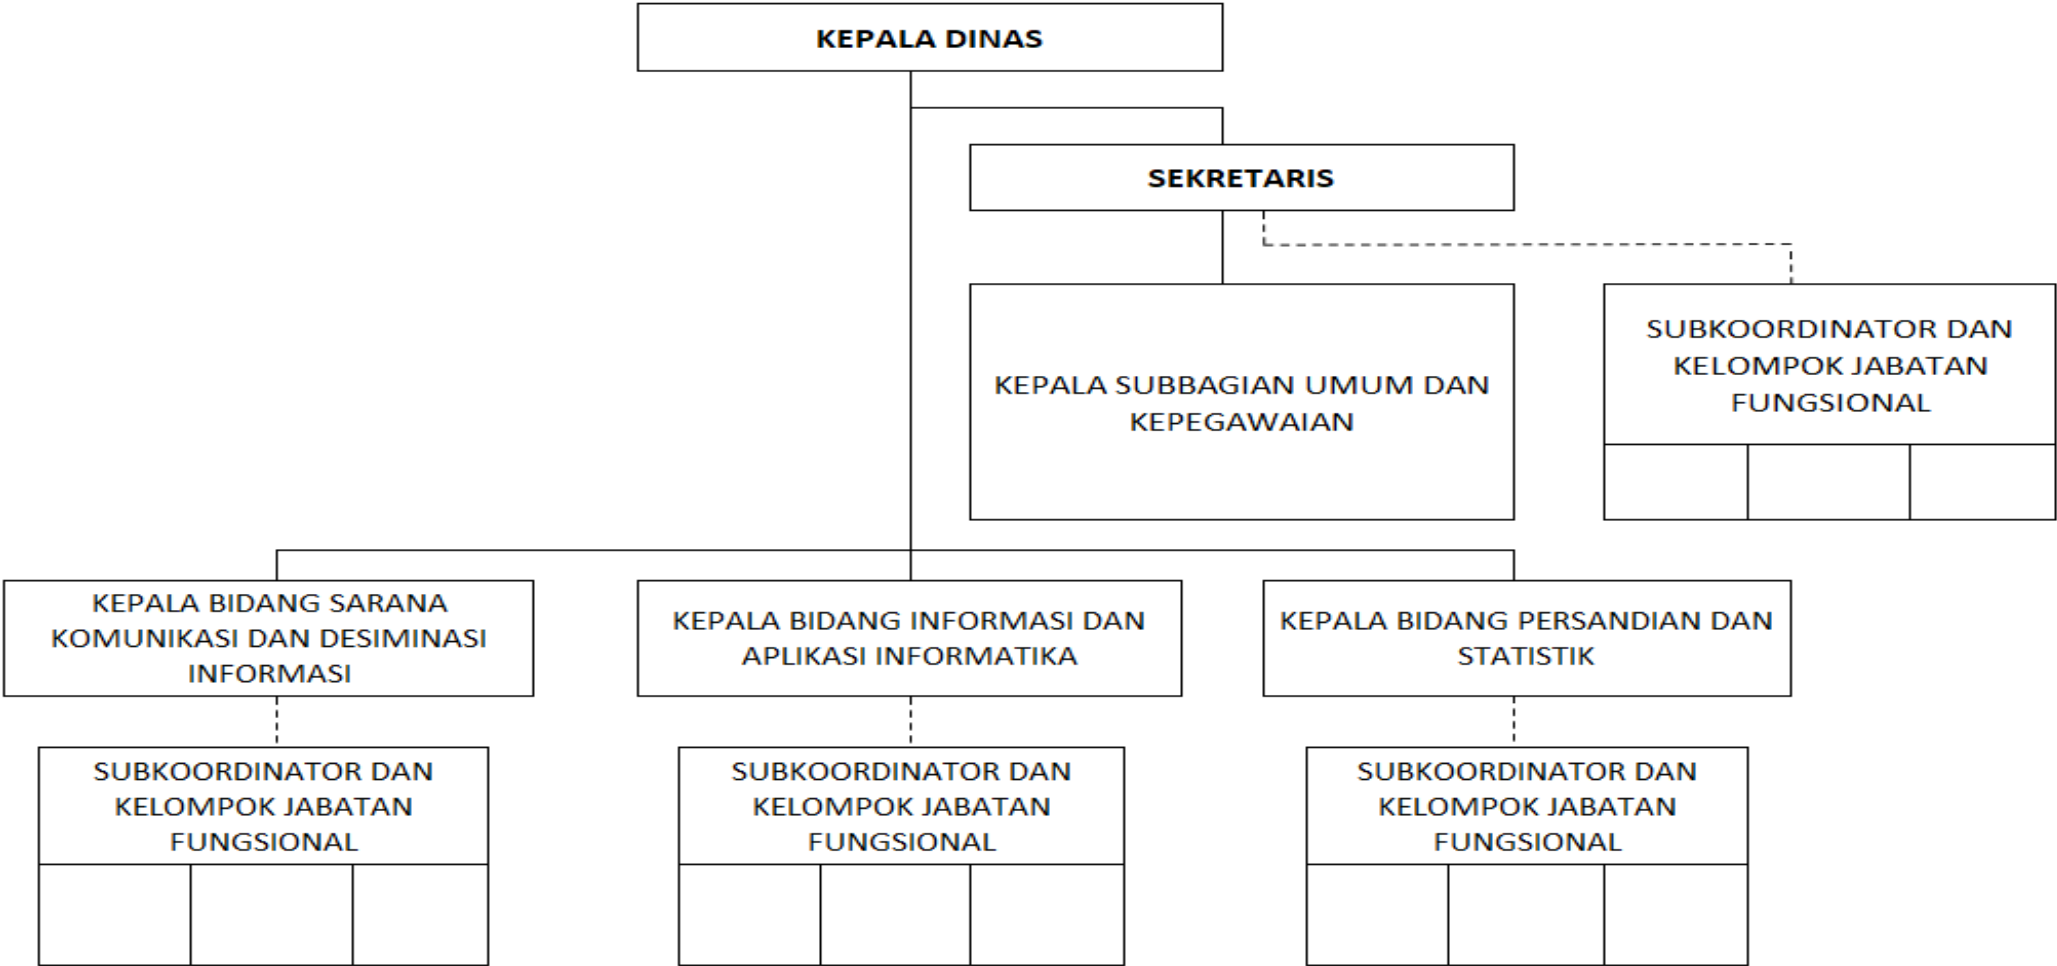 KEPALA DINAS
SEKRETARIS
KEPALA SUBBAGIAN UMUM DAN
KEPEGAWAIAN
SUBKOORDINATOR DAN
KELOMPOK JABATAN
FUNGSIONAL
KEPALA BIDANG SARANA
KOMUNIKASI DAN DESIMINASI
INFORMASI
KEPALA BIDANG INFORMASI DAN
APLIKASI INFORMATIKA
KEPALA BIDANG PERSANDIAN DAN
STATISTIK
SUBKOORDINATOR DAN
KELOMPOK JABATAN
FUNGSIONAL
SUBKOORDINATOR DAN
KELOMPOK JABATAN
FUNGSIONAL
SUBKOORDINATOR DAN
KELOMPOK JABATAN
FUNGSIONAL